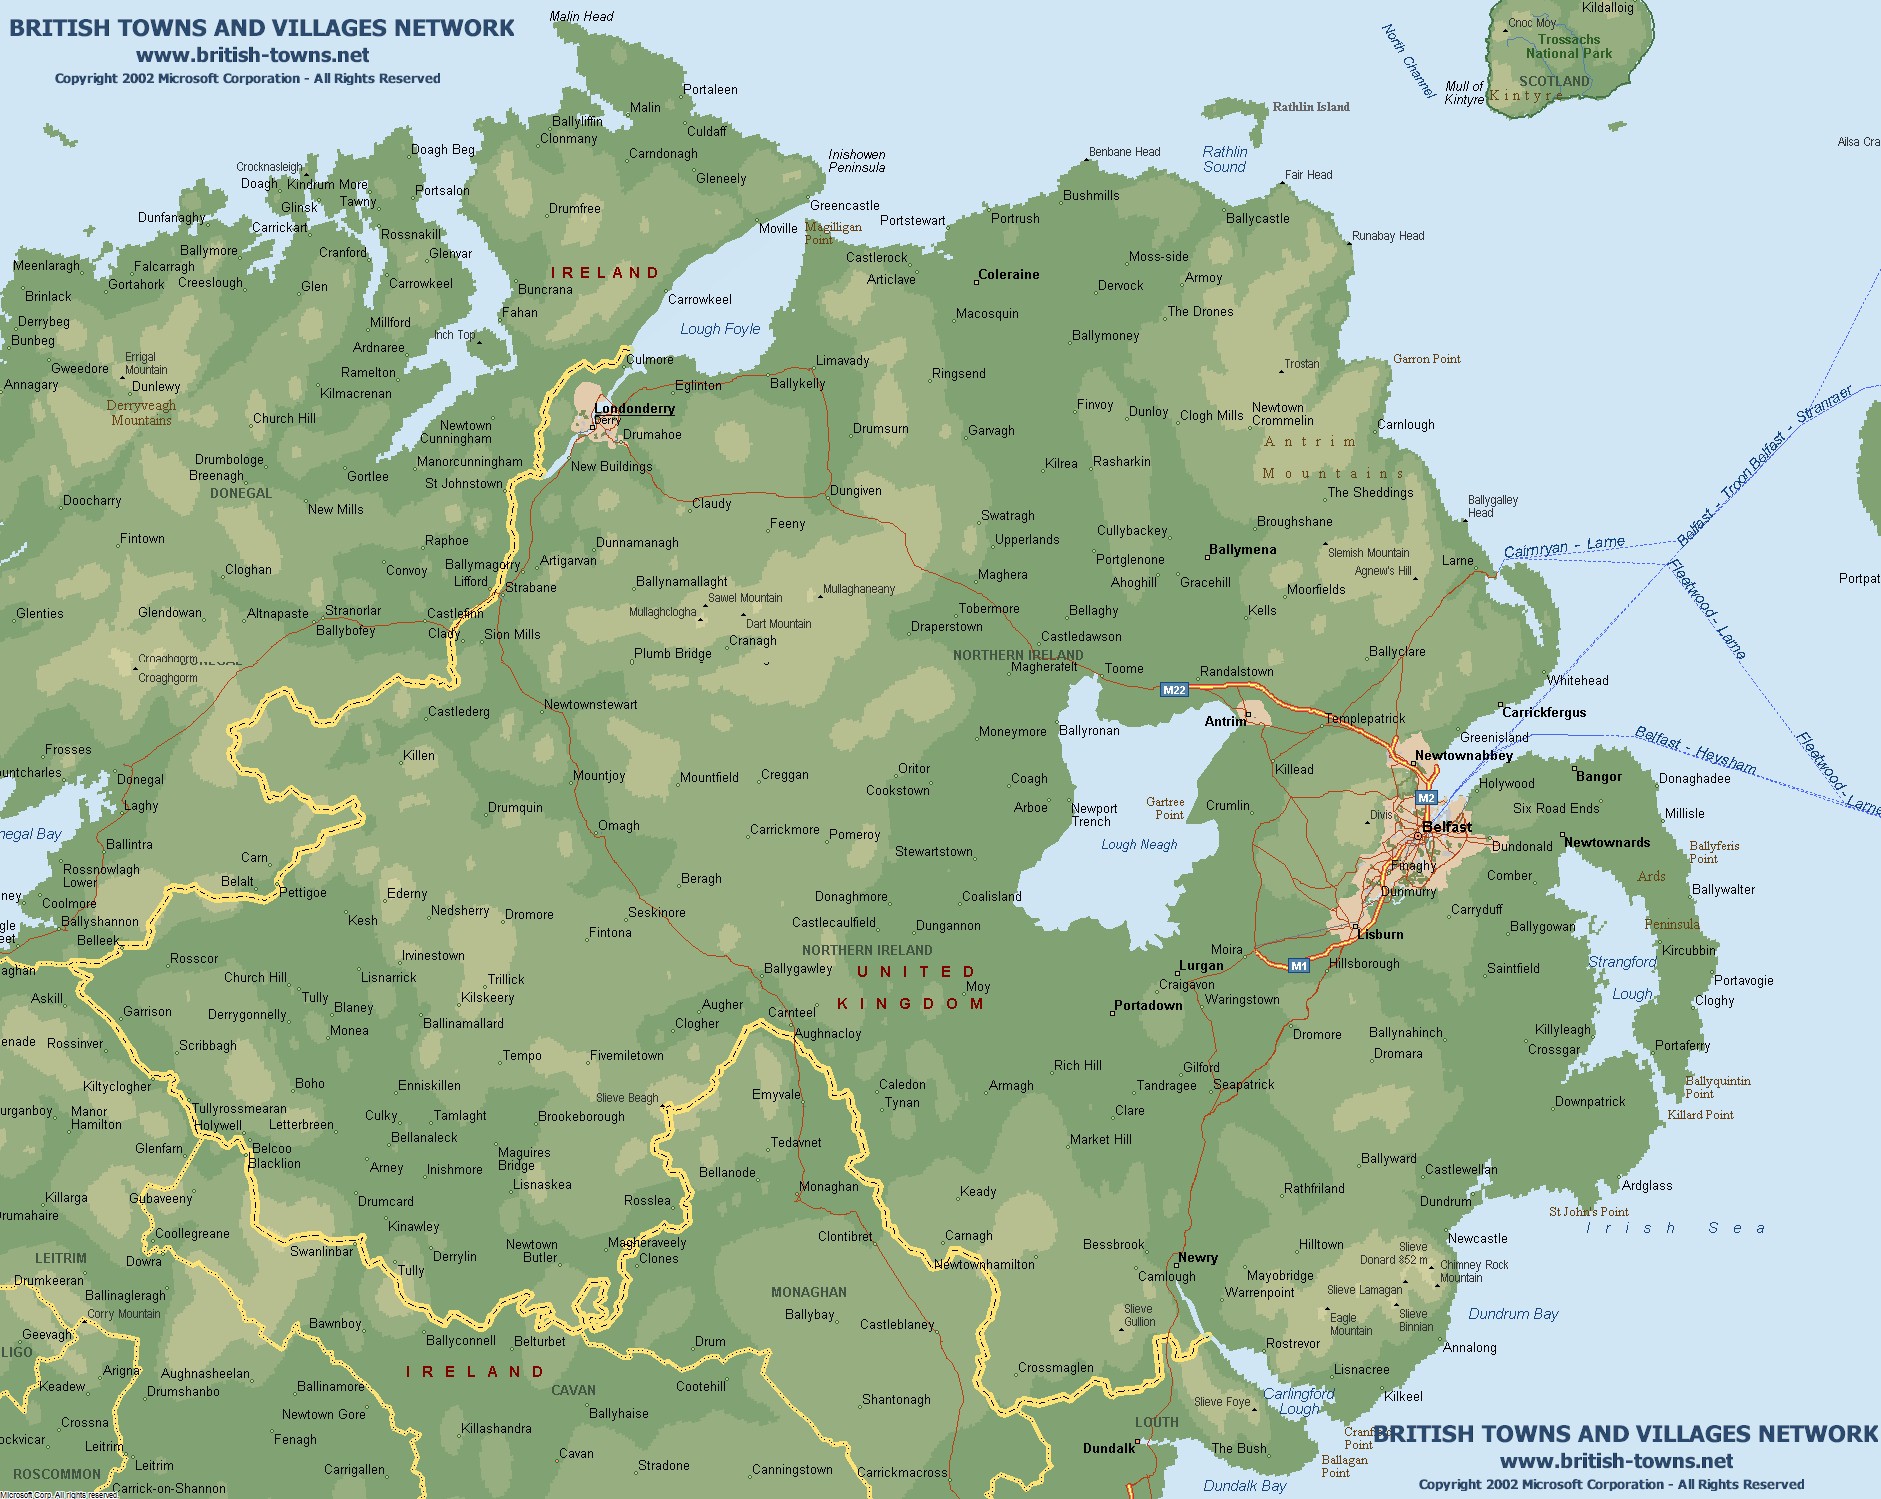 BRITISH TOWNS AND VILLAGES NETWORK
www.british-towns.net
Copyright 2002 Microsoft Corporation - All Rights Reserved
Malin Head
Portaleen
Malin
Ballyliffin
Clonmany
Culdaff
Carndonagh
Gleneely
Doagh Beg
Crocknasleigh
Doagh
Kindrum More
Portsalon
Glinsk
Tawny
Dunfanaghy
Carrickart
Rossnakill
Drumfree
Inishowen
Peninsula
Greencastle
Moville
Magilligan
Point
Portstewart
Portrush
Bushmills
Benbane Head
Rathlin Island
Rathlin
Sound
Fair Head
Ballycastle
Runabay Head
North Channel
Mull of
Kintyre
Kintyre
Cnoc Moy
Kildalloig
Trossachs
National Park
SCOTLAND
Ailsa Cra
Ballymore
Cranford
Glenvar
Meenlaragh
Falcarragh
Gortahork
Creeslough
Glen
Carrowkeel
Brinlack
Derrybeg
Bunbeg
Millford
Inch Top
Ardnaree
Gweedore
Errigal
Mountain
Dunlewy
Annagary
Derryveagh
Mountains
Ramelton
Kilmacrenan
Church Hill
IRELAND
Buncrana
Fahan
Carrowkeel
Lough Foyle
Culmore
Londonderry
Derry
Eglinton
Drumahoe
Ballykelly
Limavady
Castlerock
Articlave
Coleraine
Macosquin
Moss-side
Dervock
Armoy
The Drones
Ballymoney
Ringsend
Trostan
Garron Point
Finvoy
Dunloy
Clogh Mills
Newtown
Crommelin
Carnlough
Antrim
Mountains
Drumsurn
Garvagh
Kilrea
Rasharkin
The Sheddings
Ballygalley
Head
Newtown
Cunningham
Manorcunningham
St Johnstown
New Buildings
Drumbologe
Breenagh
Gortlee
DONEGAL
New Mills
Doocharry
Fintown
Cloghan
Raphoe
Convoy
Ballymagorry
Lifford
Artigarvan
Strabane
Dunnamanagh
Claudy
Feeny
Dungiven
Swatragh
Upperlands
Maghera
Cullybackey
Portglenone
Ahoghill
Gracehill
Ballymena
Broughshane
Slemish Mountain
Agnew's Hill
Larne
Moorfields
Kells
Cairnryan - Larne
Belfast - Troon
Belfast - Stranraer
Fleetwood - Larne
Portpat
Glenties
Glendowan
Altnapaste
Stranorlar
Ballybofey
Castlefinn
Clady
Sion Mills
Ballynamallaght
Sawel Mountain
Mullaghclogha
Dart Mountain
Mullaghaneany
Cranagh
Plumb Bridge
Tobermore
Draperstown
Bellaghy
Castledawson
NORTHERN IRELAND
Magherafelt
Toome
Randalstown
Ballyclare
Whitehead
Croaghgorm
Croaghgorm
M22
Antrim
Templepatrick
Carrickfergus
Greenisland
Newtownabbey
Belfast - Heysham
Fleetwood - Larne
Castlederg
Newtownstewart
Killen
Mountjoy
Mountfield
Creggan
Oritor
Cookstown
Moneymore
Ballyronan
Coagh
Arboe
Newport
Trench
Lough Neagh
Gartree
Point
Killead
Crumlin
M2
Divis
Belfast
Finaghy
Dunmurry
Dundonald
Holywood
Bangor
Six Road Ends
Donaghadee
Millisle
Newtownards
Comber
Ballyferis
Point
Ards
Peninsula
Ballywalter
Frosses
Donegal
Laghy
Ballintra
Rossnowlagh
Lower
Coolmore
Ballyshannon
Belleek
Carn
Belalt
Pettigoe
Kesh
Ederny
Nedsherry
Dromore
Drumquin
Omagh
Beragh
Seskinore
Fintona
Carrickmore
Pomeroy
Stewartstown
Donaghmore
Castlecaulfield
Coalisland
Dungannon
NORTHERN IRELAND
UNITED
KINGDOM
Moy
Ballygawley
Carnteel
Aughnacloy
Augher
Clogher
Lisburn
Moira
M1
Hillsborough
Lurgan
Craigavon
Waringstown
Portadown
Carryduff
Ballygowan
Saintfield
Strangford
Lough
Kircubbin
Portavogie
Cloghy
Rosscor
Church Hill
Lisnarrick
Irvinestown
Trillick
Kilskeery
Askill
Garrison
Derrygonnelly
Tully
Blaney
Monea
Ballinamallard
Rossinver
Scribbagh
Kiltyclogher
Boho
Enniskillen
Tempo
Fivemiletown
Slieve Beagh
Emyvale
Caledon
Tynan
Armagh
Rich Hill
Tandragee
Clare
Gilford
Seapatrick
Dromore
Ballynahinch
Dromara
Killyleagh
Crossgar
Portaferry
Ballyquintin
Point
Killard Point
Downpatrick
Manor
Hamilton
Tullyrossmearan
Holywell
Letterbreen
Culky
Tamlaght
Bellanaleck
Brookeborough
Maguires
Bridge
Lisnaskea
Inishmore
Arney
Glenfarn
Belcoo
Blacklion
Drumcard
Kinawley
Killarga
Gubaveeny
Coollegreane
Dowra
Swanlinbar
Derrylin
Tully
Newtown
Butler
Magheraveely
Clones
Rosslea
Bellanode
Tedavnet
Monaghan
Clontibret
Keady
Carnagh
Newtownhamilton
Market Hill
Bessbrook
Camlough
Newry
Ballyward
Castlewellan
Rathfriland
Dundrum
Ardglass
St John's Point
Irish Sea
Newcastle
Hilltown
Slieve
Donard 852 m
Chimney Rock
Mountain
Mayobridge
Warrenpoint
Slieve Lamagan
Slieve
Binnian
Eagle
Mountain
Dundrum Bay
Annalong
Rostrevor
Lisnacree
Kilkeel
LEITRIM
Drumkeeran
Ballinagleragh
Corry Mountain
Geevagh
Arigna
Keadew
Drumshanbo
Aughnasheelan
Bawnboy
Ballyconnell
Belturbet
IRELAND
Ballinamore
Newtown Gore
Fenagh
Killashandra
CAVAN
Ballyhaise
Cavan
Cootehill
Drum
MONAGHAN
Ballybay
Castleblaney
Shantonagh
Crossmaglen
Slieve
Gullion
Slieve Foye
Carlingford
Lough
LOUTH
Dundalk
The Bush
Ballagan
Point
Dundalk Bay
Crossna
Leitrim
Leitrim
ROSCOMMON
Carrick-on-Shannon
Carrigallen
Stradone
Canningstown
Carrickmacross
BRITISH TOWNS AND VILLAGES NETWORK
www.british-towns.net
Copyright 2002 Microsoft Corporation - All Rights Reserved
Microsoft Corp. All rights reserved.